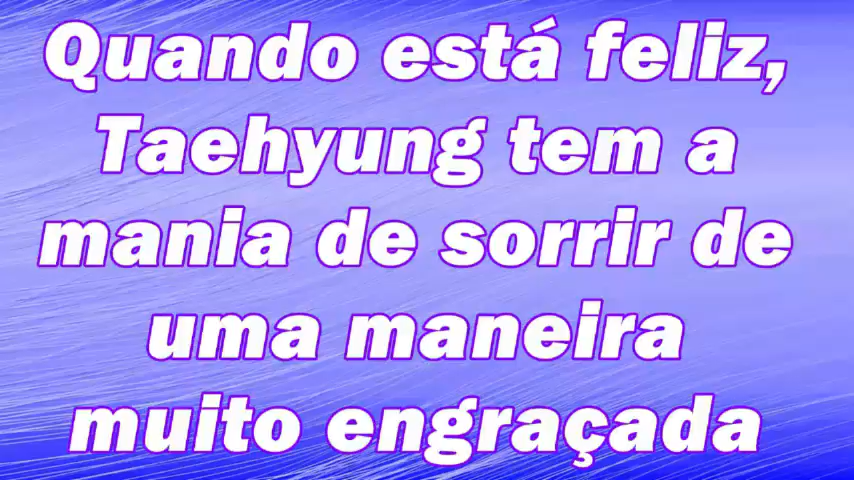 Quando está feliz,
Taehyung tem a
mania de sorrir de
uma maneira
muito engraçada